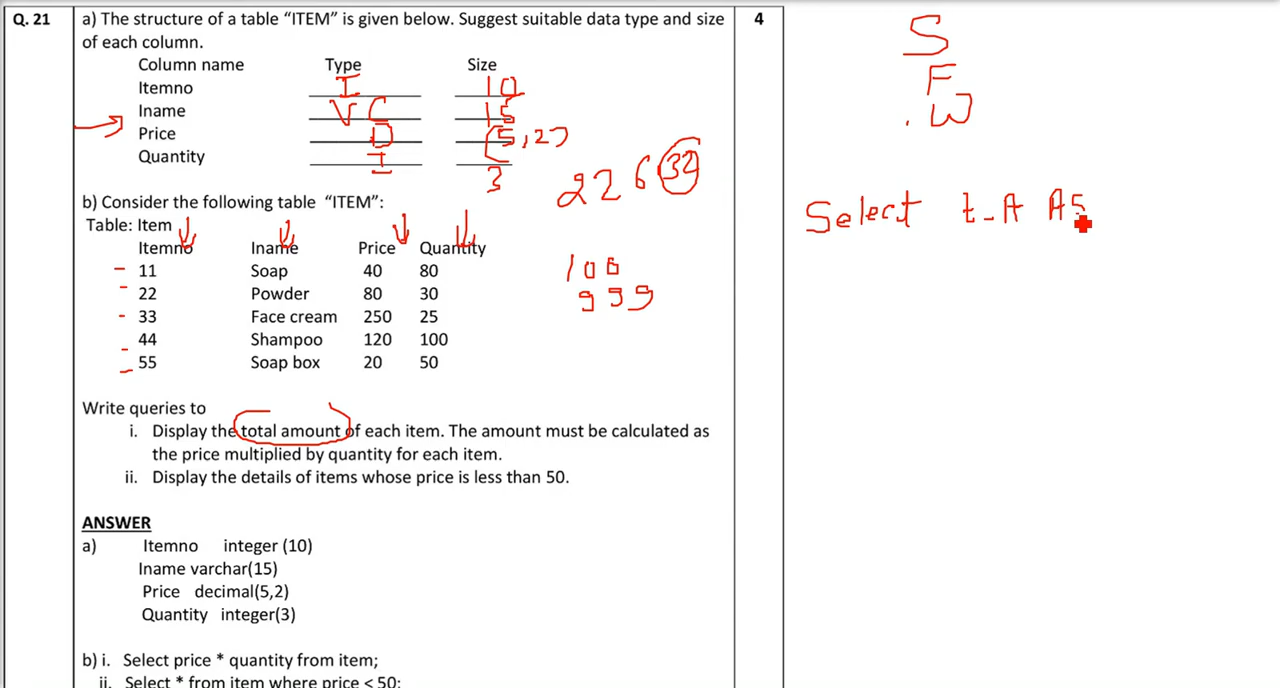 Q. 21 a) The structure of a table “ITEM” is given below. Suggest suitable data type and size 4
of each column.
Column name Type Size
Itemno I 10
Iname V C 15
Price D (5,2)
Quantity I 3
22632
b) Consider the following table “ITEM”:
Table: Item
Itemno Iname Price Quantity
11 Soap 40 80
22 Powder 80 30
33 Face cream 250 25
44 Shampoo 120 100
55 Soap box 20 50
100
999
Write queries to
i. Display the total amount of each item. The amount must be calculated as
the price multiplied by quantity for each item.
ii. Display the details of items whose price is less than 50.
ANSWER
a) Itemno integer (10)
Iname varchar(15)
Price decimal(5,2)
Quantity integer(3)
b) i. Select price * quantity from item;
ii. Select * from item where price < 50;
S
F
. W
Select t-A AS